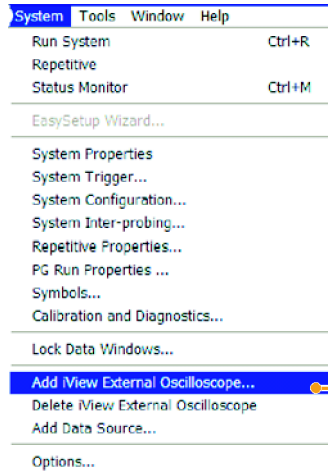 System Tools Window Help
Run System Ctrl+R
Repetitive
Status Monitor Ctrl+M
EasySetup Wizard...
System Properties
System Trigger...
System Configuration...
System Inter-probing...
Repetitive Properties...
PG Run Properties ...
Symbols...
Calibration and Diagnostics...
Lock Data Windows...
Add iView External Oscilloscope...
Delete iView External Oscilloscope
Add Data Source...
Options...